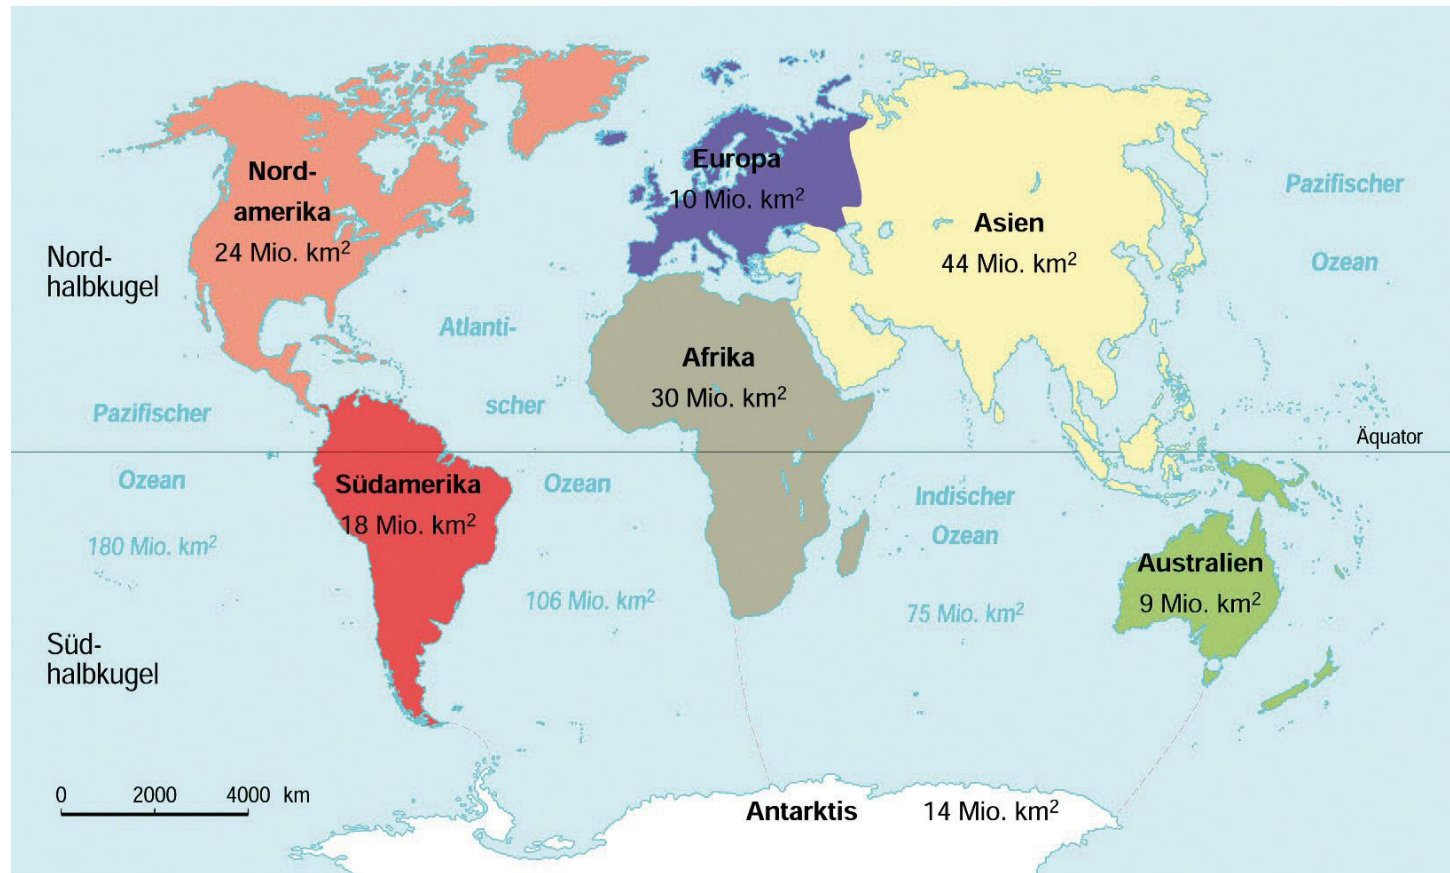 Nord-
amerika
24 Mio. km²
Europa
10 Mio. km²
Asien
44 Mio. km²
Pazifischer
Ozean
Nord-
halbkugel
Atlanti-
scher
Ozean
106 Mio. km²
Afrika
30 Mio. km²
Pazifischer
Ozean
180 Mio. km²
Äquator
Südamerika
18 Mio. km²
Indischer
Ozean
75 Mio. km²
Australien
9 Mio. km²
Süd-
halbkugel
0 2000 4000 km
Antarktis 14 Mio. km²